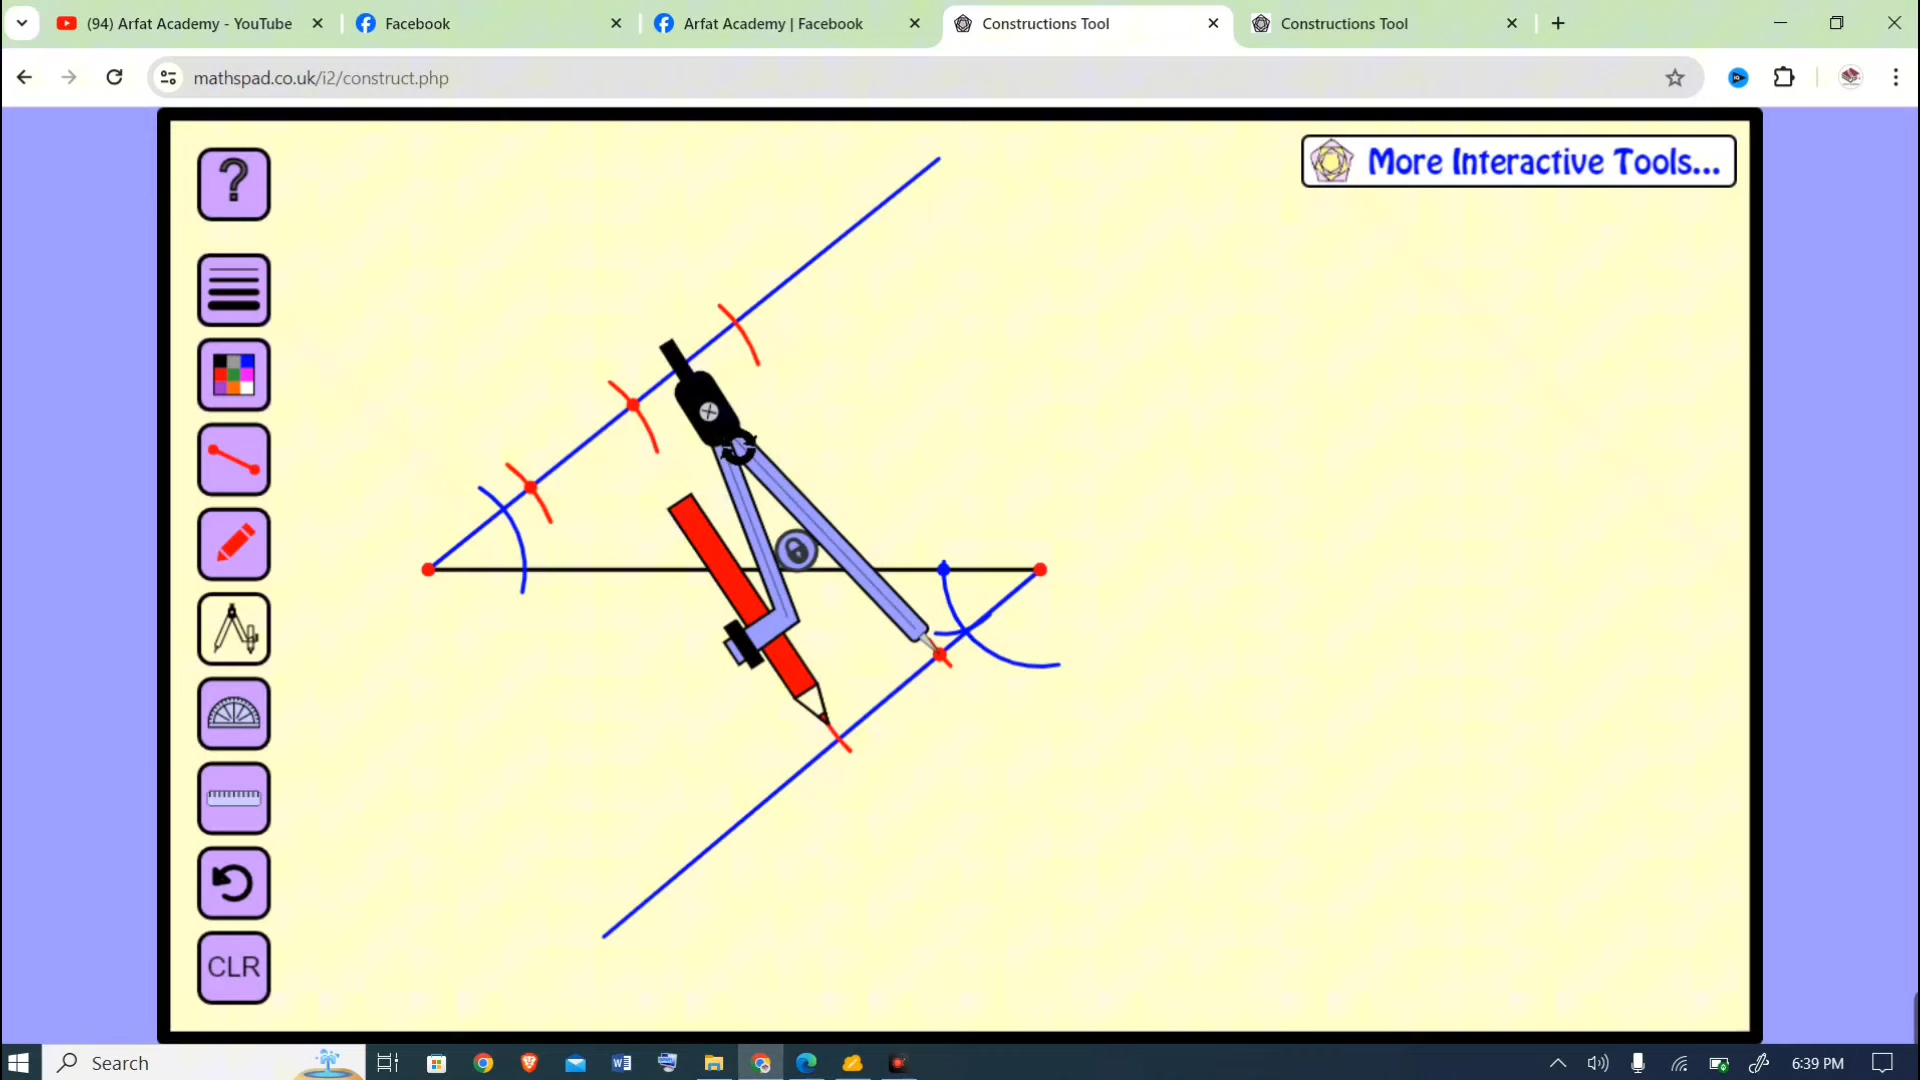 (94) Arfat Academy - YouTube
Facebook
Arfat Academy | Facebook
Constructions Tool
Constructions Tool
mathspad.co.uk/i2/construct.php
?
More Interactive Tools...
CLR
Search
6:39 PM